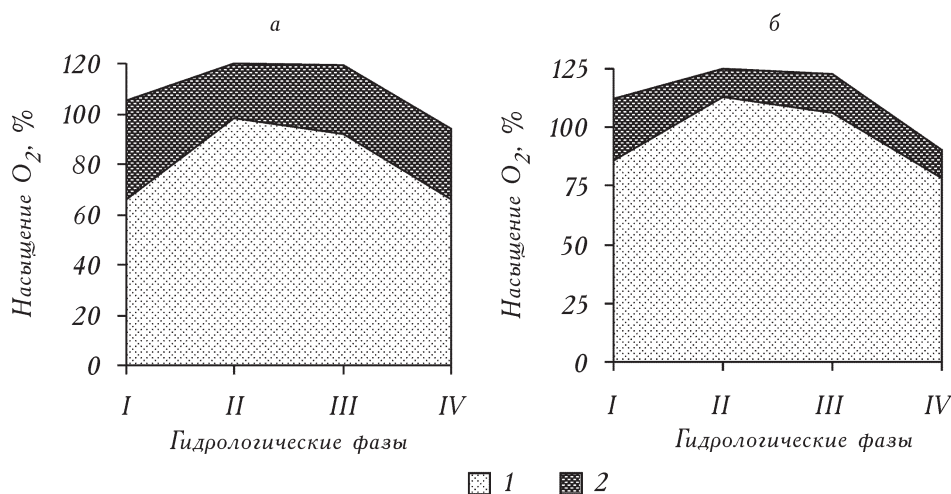 а
120
100
80
60
40
20
0
Насыщение O2, %
I II III IV
Гидрологические фазы
б
125
100
75
50
25
0
Насыщение O2, %
I II III IV
Гидрологические фазы
1 2